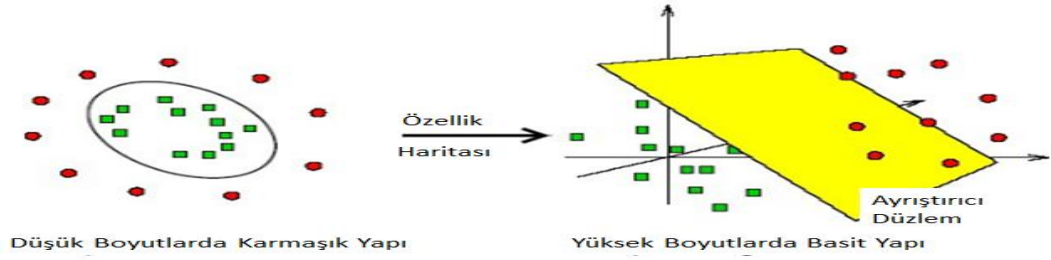 Özellik
Haritası
Ayrıştırıcı
Düzlem
Düşük Boyutlarda Karmaşık Yapı
Yüksek Boyutlarda Basit Yapı